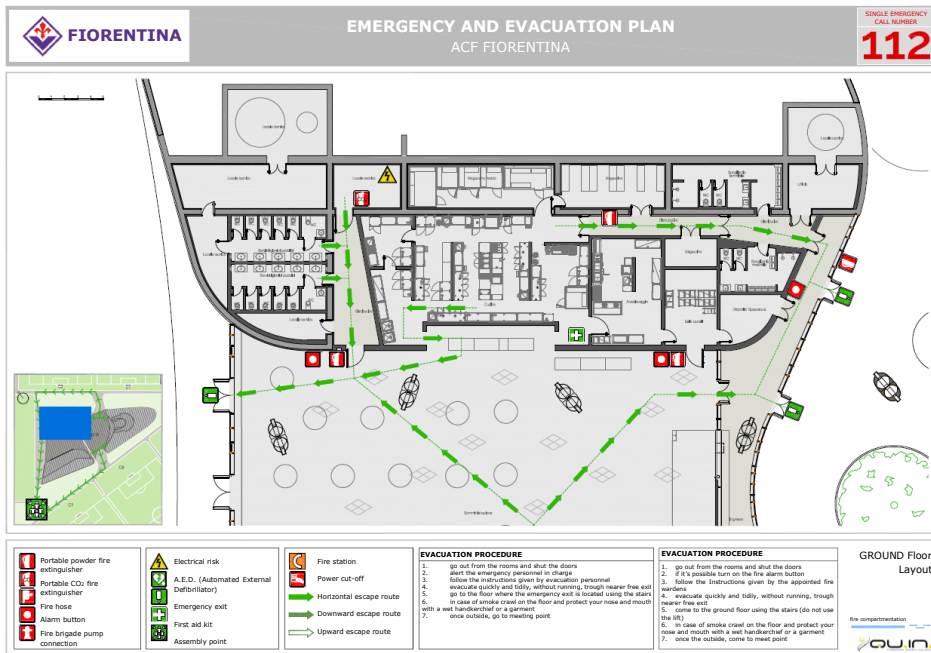 FIORENTINA
EMERGENCY AND EVACUATION PLAN
ACF FIORENTINA
SINGLE EMERGENCY
CALL NUMBER
112
Portable powder fire
extinguisher
Portable CO₂ fire
extinguisher
Fire hose
Alarm button
Fire brigade pump
connection
Electrical risk
A.E.D. (Automated External
Defibrillator)
Emergency exit
First aid kit
Assembly point
Fire station
Power cut-off
Horizontal escape route
Downward escape route
Upward escape route
EVACUATION PROCEDURE
1. go out from the rooms and shut the doors
2. alert the emergency personnel in charge
3. follow the instructions given by evacuation personnel
4. evacuate quickly and tidily, without running, trough nearer free exit
5. go to the floor where the emergency exit is located using the stairs
6. in case of smoke crawl on the floor and protect your nose and mouth
with a wet handkerchief or a garment
7. once outside, go to meeting point
EVACUATION PROCEDURE
1. go out from the rooms and shut the doors
2. if it's possible turn on the fire alarm button
3. follow the Instructions given by the appointed fire
wardens
4. evacuate quickly and tidily, without running, trough
nearer free exit
5. come to the ground floor using the stairs (do not use
the lift)
6. in case of smoke crawl on the floor and protect your
nose and mouth with a wet handkerchief or a garment
7. once the outside, come to meet point
GROUND Floor
Layout
fire compartmentation